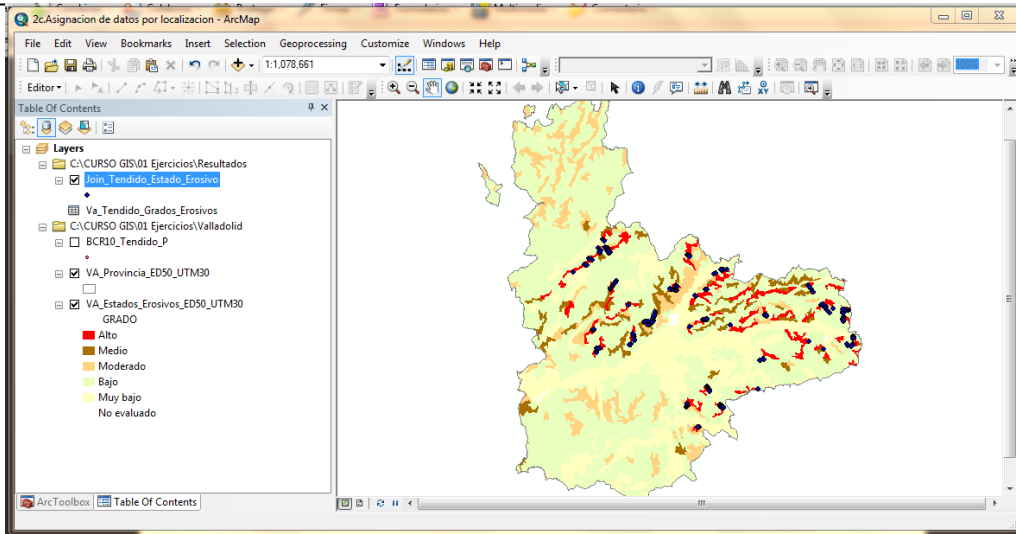 2c.Asignacion de datos por localizacion - ArcMap
File Edit View Bookmarks Insert Selection Geoprocessing Customize Windows Help
1:1,078,661
100%
Editor
Table Of Contents
Layers
C:\CURSO GIS\01 Ejercicios\Resultados
Join_Tendido_Estado_Erosivo
Va_Tendido_Grados_Erosivos
C:\CURSO GIS\01 Ejercicios\Valladolid
BCR10_Tendido_P
VA_Provincia_ED50_UTM30
VA_Estados_Erosivos_ED50_UTM30
GRADO
Alto
Medio
Moderado
Bajo
Muy bajo
No evaluado
ArcToolbox Table Of Contents